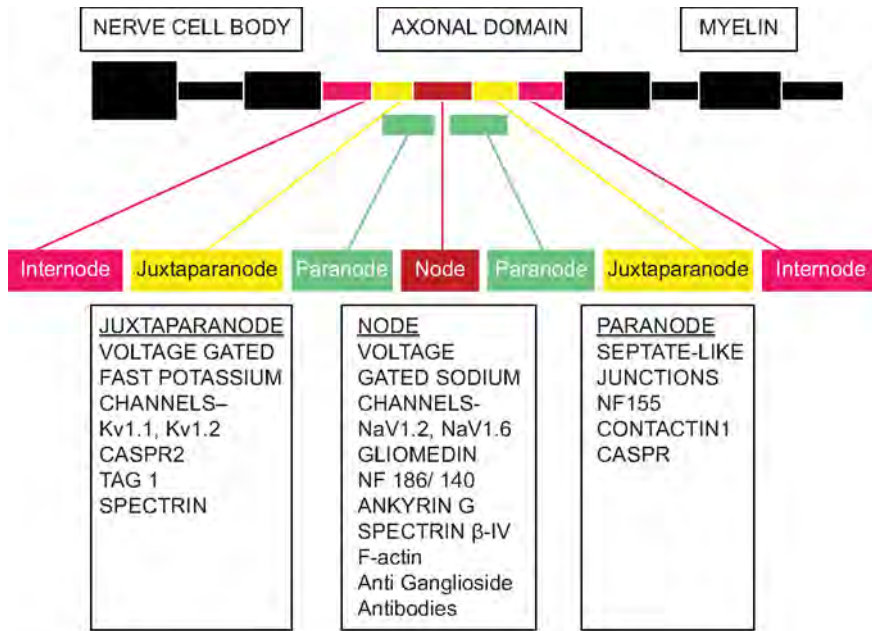 NERVE CELL BODY
AXONAL DOMAIN
MYELIN
Internode
Juxtaparanode
Paranode
Node
Paranode
Juxtaparanode
Internode
JUXTAPARANODE
VOLTAGE GATED
FAST POTASSIUM
CHANNELS–
Kv1.1, Kv1.2
CASPR2
TAG 1
SPECTRIN
NODE
VOLTAGE
GATED SODIUM
CHANNELS-
NaV1.2, NaV1.6
GLIOMEDIN
NF 186/ 140
ANKYRIN G
SPECTRIN β-IV
F-actin
Anti Ganglioside
Antibodies
PARANODE
SEPTATE-LIKE
JUNCTIONS
NF155
CONTACTIN1
CASPR